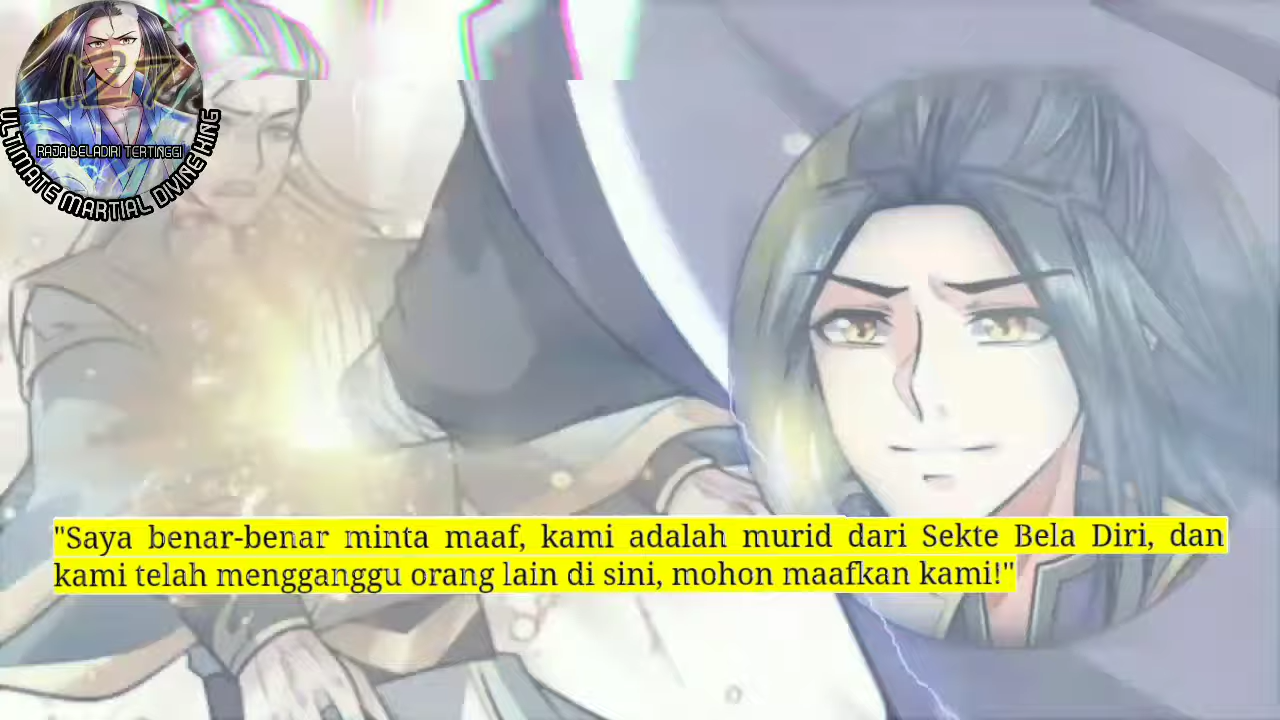 127
RAJA BELADIRI TERTINGGI
ULTIMATE MARTIAL DIVINE KING
"Saya benar-benar minta maaf, kami adalah murid dari Sekte Bela Diri, dan
kami telah mengganggu orang lain di sini, mohon maafkan kami!"